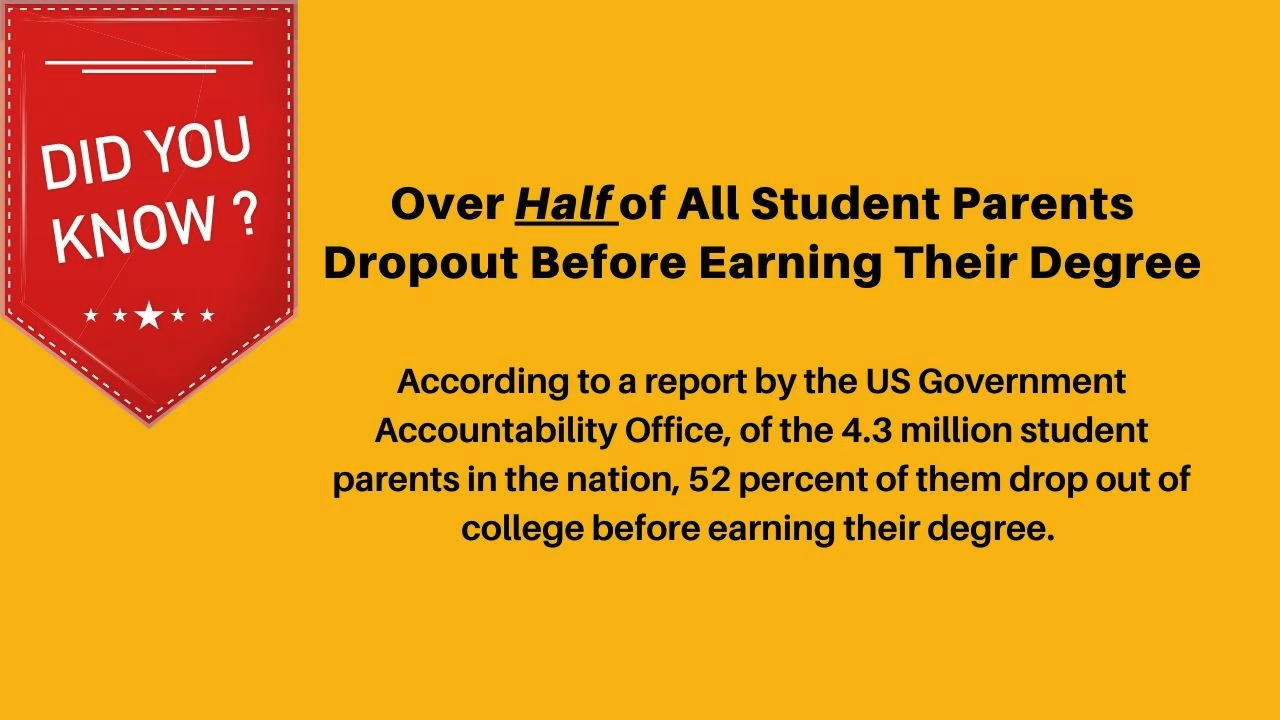 DID YOU
KNOW ?
Over Half of All Student Parents
Dropout Before Earning Their Degree
According to a report by the US Government
Accountability Office, of the 4.3 million student
parents in the nation, 52 percent of them drop out of
college before earning their degree.